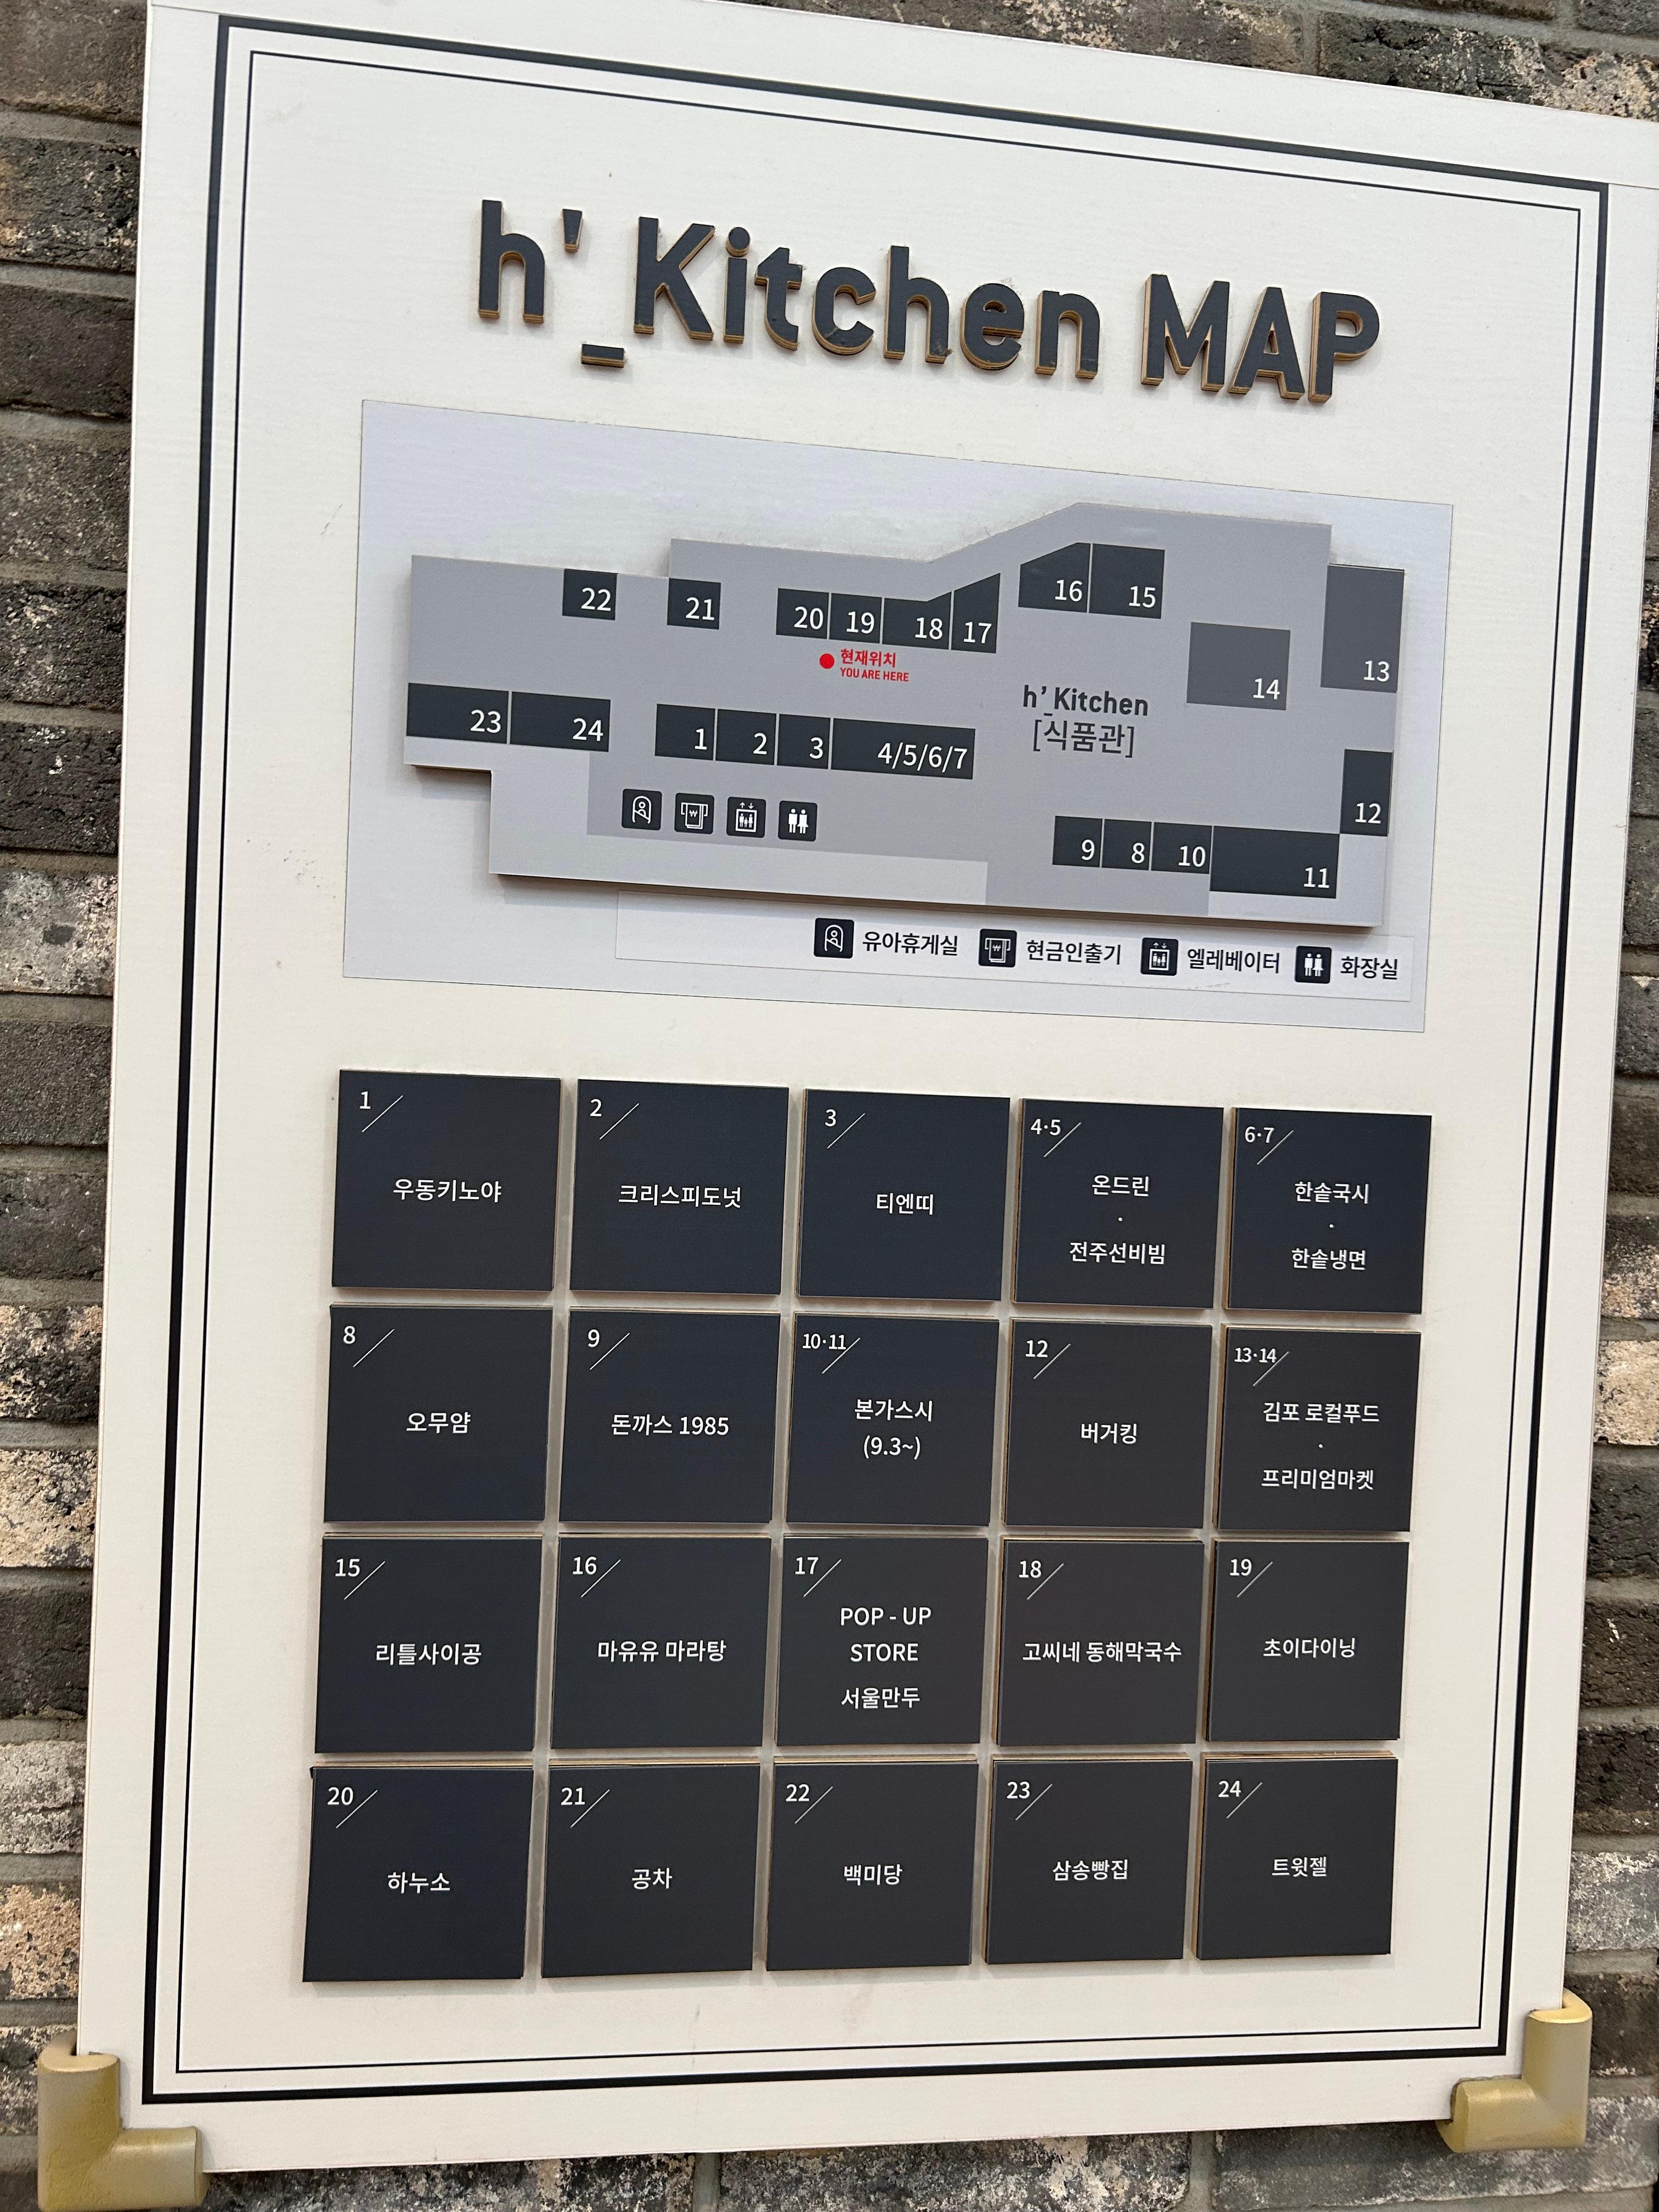 h'_Kitchen MAP
22
21
20
19
18
17
16
15
13
14
현재위치
YOU ARE HERE
h'_Kitchen
[식품관]
23
24
1
2
3
4/5/6/7
12
9
8
10
11
유아휴게실
현금인출기
엘레베이터
화장실
1
우동키노야
2
크리스피도넛
3
티엔띠
4·5
온드린
·
전주선비빔
6·7
한솥국시
·
한솥냉면
8
오무얌
9
돈까스 1985
10·11
본가스시
(9.3~)
12
버거킹
13·14
김포 로컬푸드
·
프리미엄마켓
15
리틀사이공
16
마유유 마라탕
17
POP - UP
STORE
서울만두
18
고씨네 동해막국수
19
초이다이닝
20
하누소
21
공차
22
백미당
23
삼송빵집
24
트윗젤